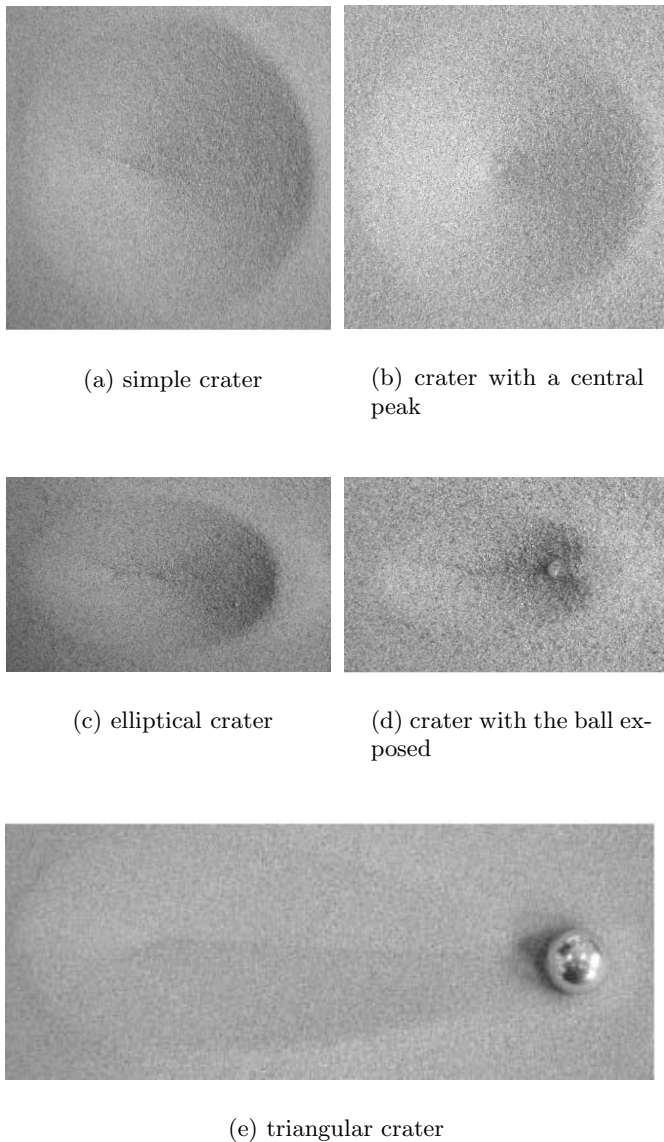 (a) simple crater
(b) crater with a central
peak
(c) elliptical crater
(d) crater with the ball ex-
posed
(e) triangular crater